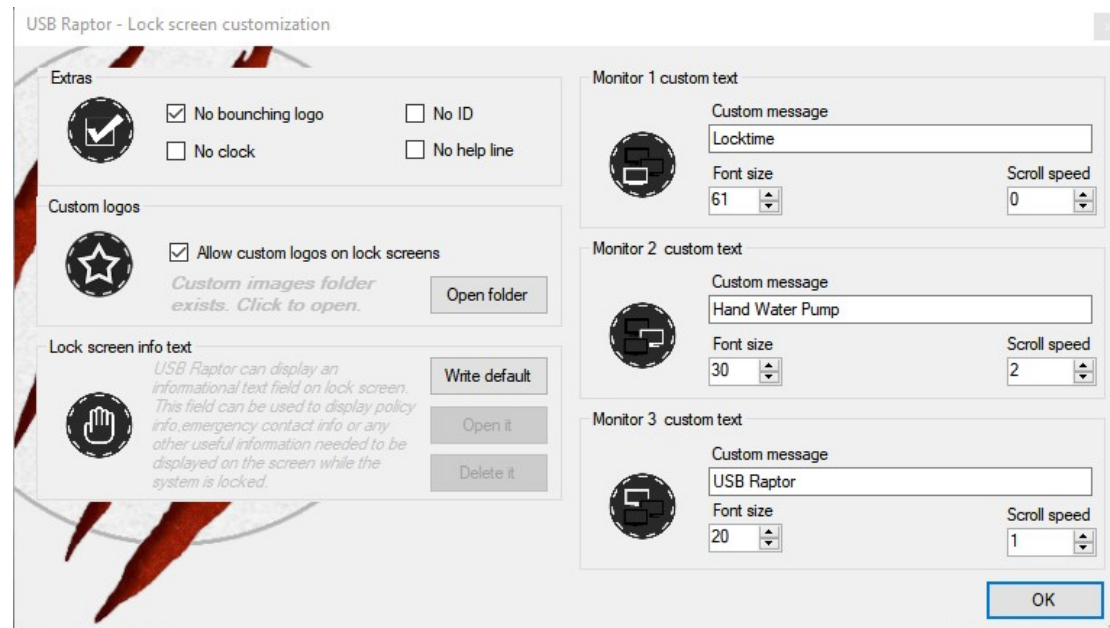 USB Raptor - Lock screen customization
Extras
No bounching logo
No ID
No clock
No help line
Custom logos
Allow custom logos on lock screens
Custom images folder
exists. Click to open.
Open folder
Lock screen info text
USB Raptor can display an
informational text field on lock screen.
This field can be used to display policy
info,emergency contact info or any
other useful information needed to be
displayed on the screen while the
system is locked.
Write default
Open it
Delete it
Monitor 1 custom text
Custom message
Locktime
Font size
Scroll speed
61
0
Monitor 2 custom text
Custom message
Hand Water Pump
Font size
Scroll speed
30
2
Monitor 3 custom text
Custom message
USB Raptor
Font size
Scroll speed
20
1
OK